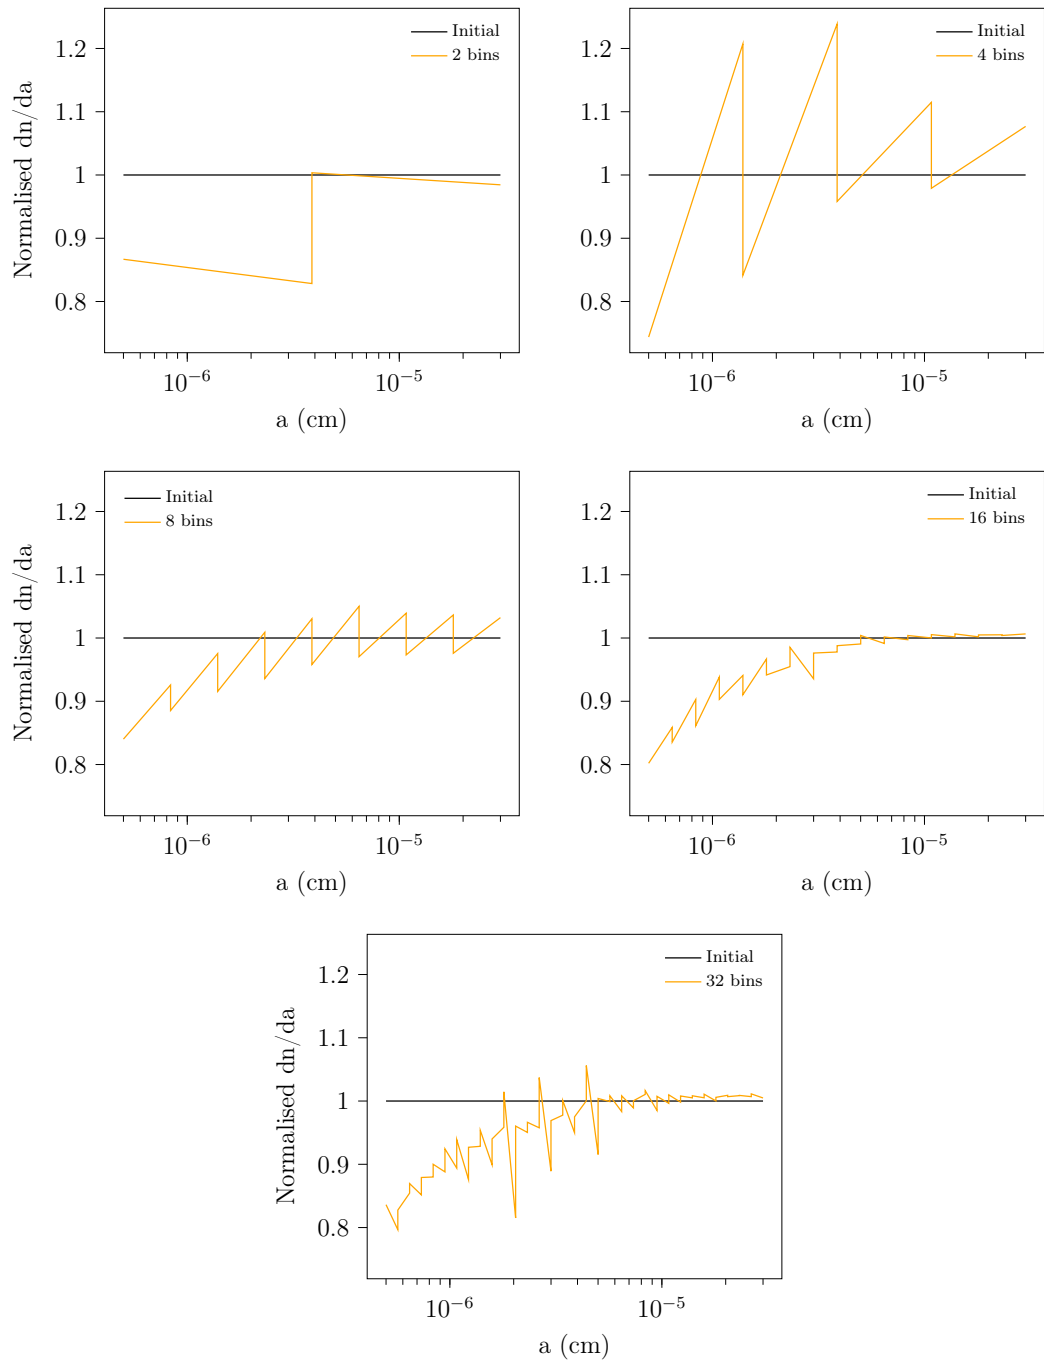 Initial
2 bins
1.2
1.1
1
0.9
0.8
Normalised dn/da
10⁻⁶
10⁻⁵
a (cm)
Initial
4 bins
1.2
1.1
1
0.9
0.8
10⁻⁶
10⁻⁵
a (cm)
Initial
8 bins
1.2
1.1
1
0.9
0.8
Normalised dn/da
10⁻⁶
10⁻⁵
a (cm)
Initial
16 bins
1.2
1.1
1
0.9
0.8
10⁻⁶
10⁻⁵
a (cm)
Initial
32 bins
1.2
1.1
1
0.9
0.8
Normalised dn/da
10⁻⁶
10⁻⁵
a (cm)